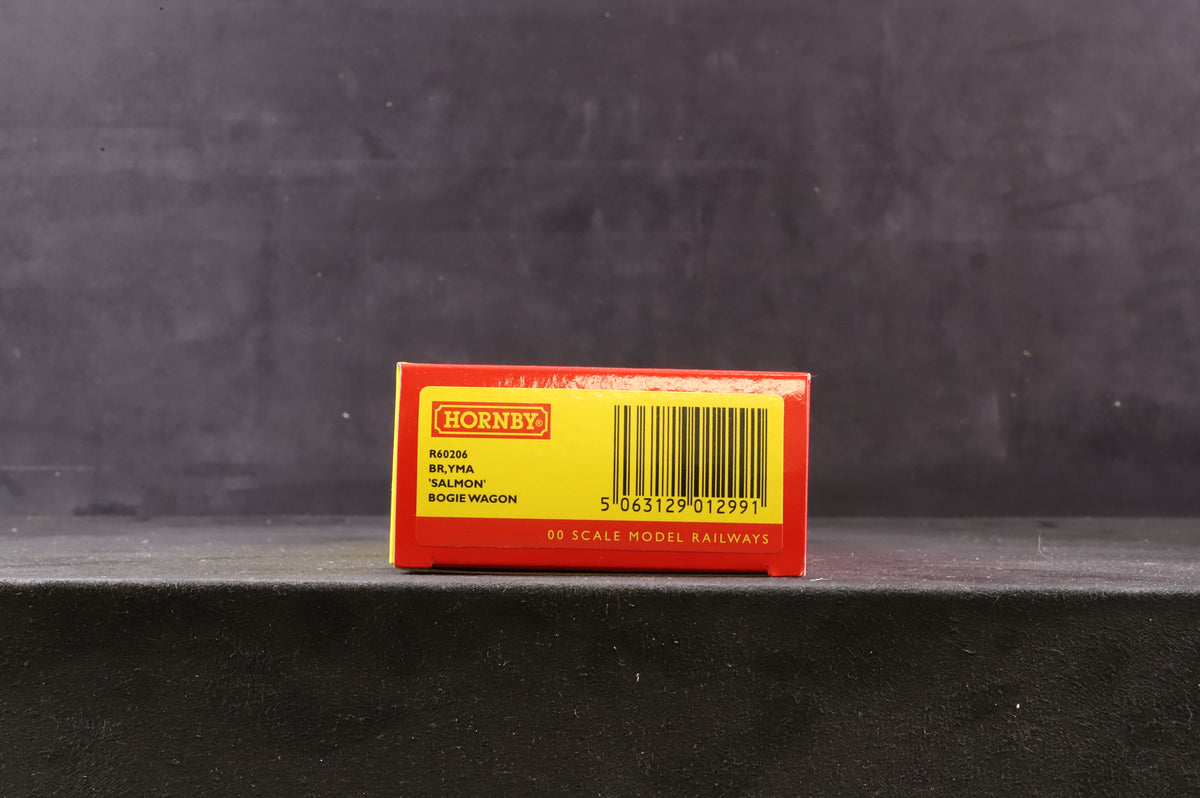 HORNBY®
R60206
BR, YMA
'SALMON'
BOGIE WAGON
5 063129 012991
00 SCALE MODEL RAILWAYS